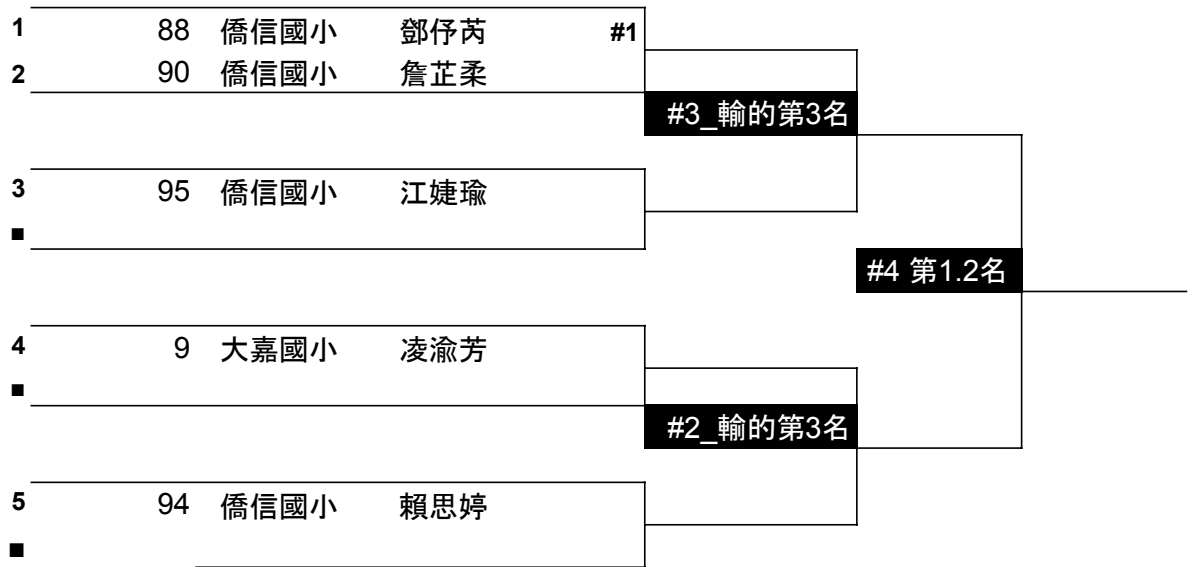 1 88 僑信國小 鄧伃芮 #1
2 90 僑信國小 詹芷柔
#3_輸的第3名
3 95 僑信國小 江婕瑜
■
#4 第1.2名
4 9 大嘉國小 凌渝芳
■
#2_輸的第3名
5 94 僑信國小 賴思婷
■